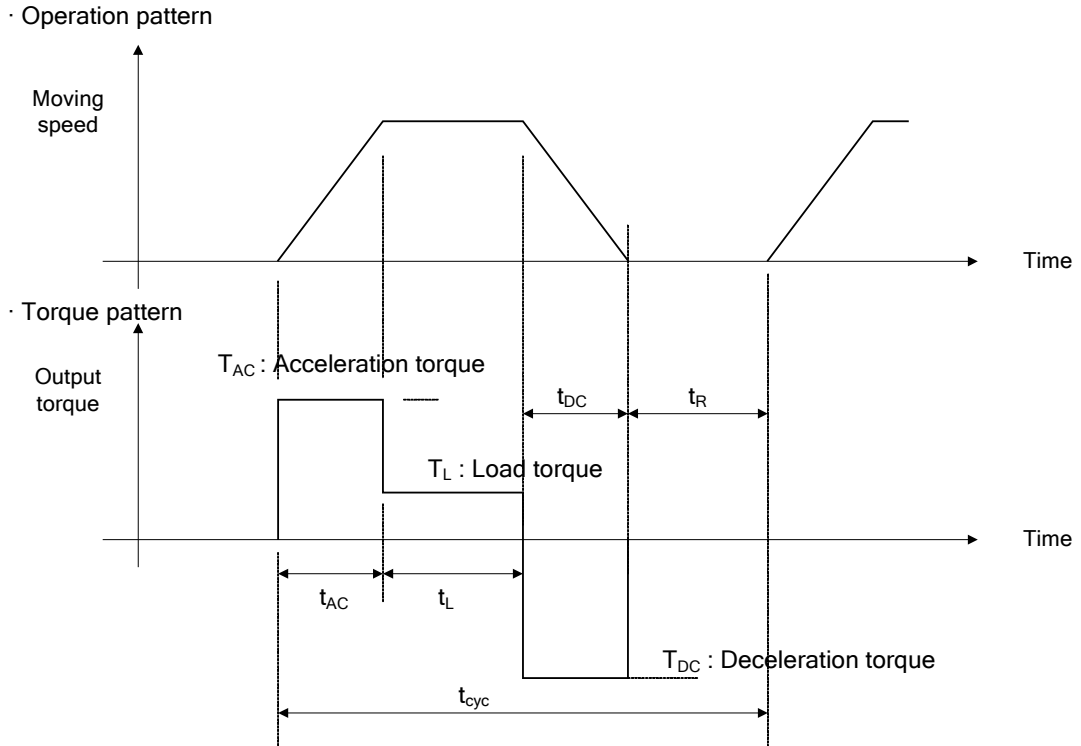 · Operation pattern
Moving
speed
Time
· Torque pattern
T_AC : Acceleration torque
Output
torque
t_DC
t_R
T_L : Load torque
Time
t_AC
t_L
T_DC : Deceleration torque
t_cyc